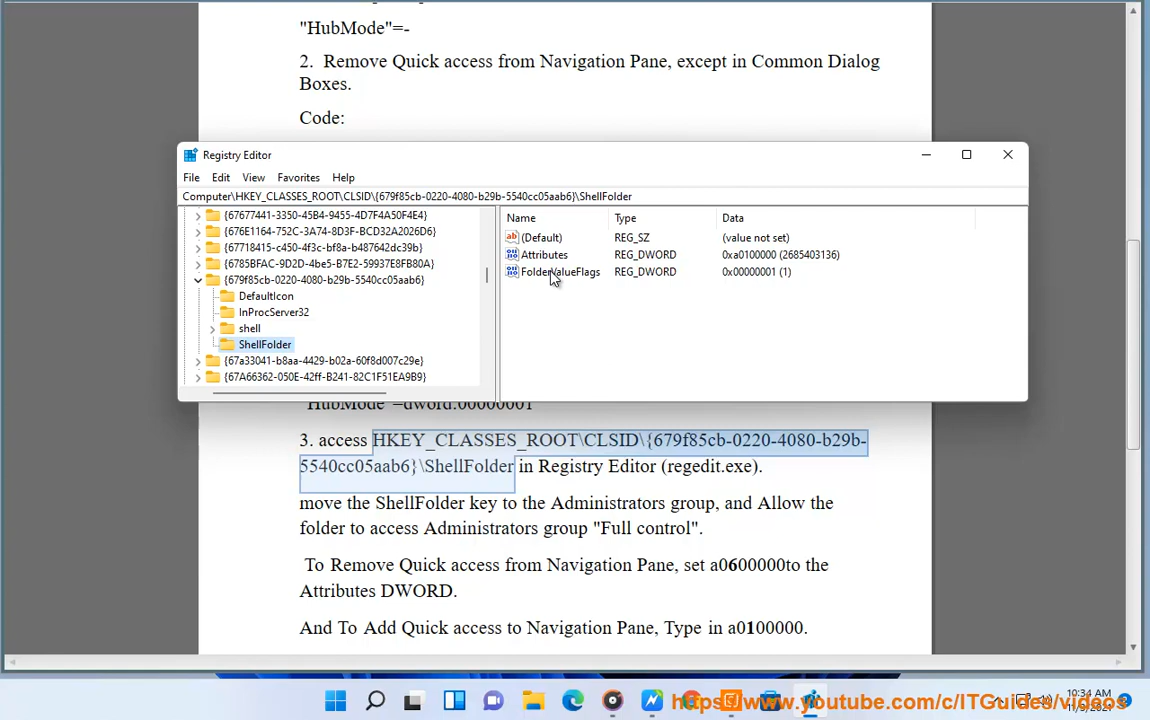 "HubMode"=-
2. Remove Quick access from Navigation Pane, except in Common Dialog
Boxes.
Code:
Registry Editor
File Edit View Favorites Help
Computer\HKEY_CLASSES_ROOT\CLSID\{679f85cb-0220-4080-b29b-5540cc05aab6}\ShellFolder
{67677441-3350-45B4-9455-4D7F4A50F4E4}
{676E1164-752C-3A74-8D3F-BCD32A2026D6}
{67718415-c450-4f3c-bf8a-b487642dc39b}
{6785BFAC-9D2D-4be5-B7E2-59937E8FB80A}
{679f85cb-0220-4080-b29b-5540cc05aab6}
DefaultIcon
InProcServer32
shell
ShellFolder
{67a33041-b8aa-4429-b02a-60f8d007c29e}
{67A66362-050E-42ff-B241-82C1F51EA9B9}
Name Type Data
(Default) REG_SZ (value not set)
Attributes REG_DWORD 0xa0100000 (2685403136)
FolderValueFlags REG_DWORD 0x00000001 (1)
"HubMode"=dword:00000001
3. access HKEY_CLASSES_ROOT\CLSID\{679f85cb-0220-4080-b29b-
5540cc05aab6}\ShellFolder in Registry Editor (regedit.exe).
move the ShellFolder key to the Administrators group, and Allow the
folder to access Administrators group "Full control".
To Remove Quick access from Navigation Pane, set a0600000to the
Attributes DWORD.
And To Add Quick access to Navigation Pane, Type in a0100000.
10:34 AM
https://www.youtube.com/c/ITGuides/videos